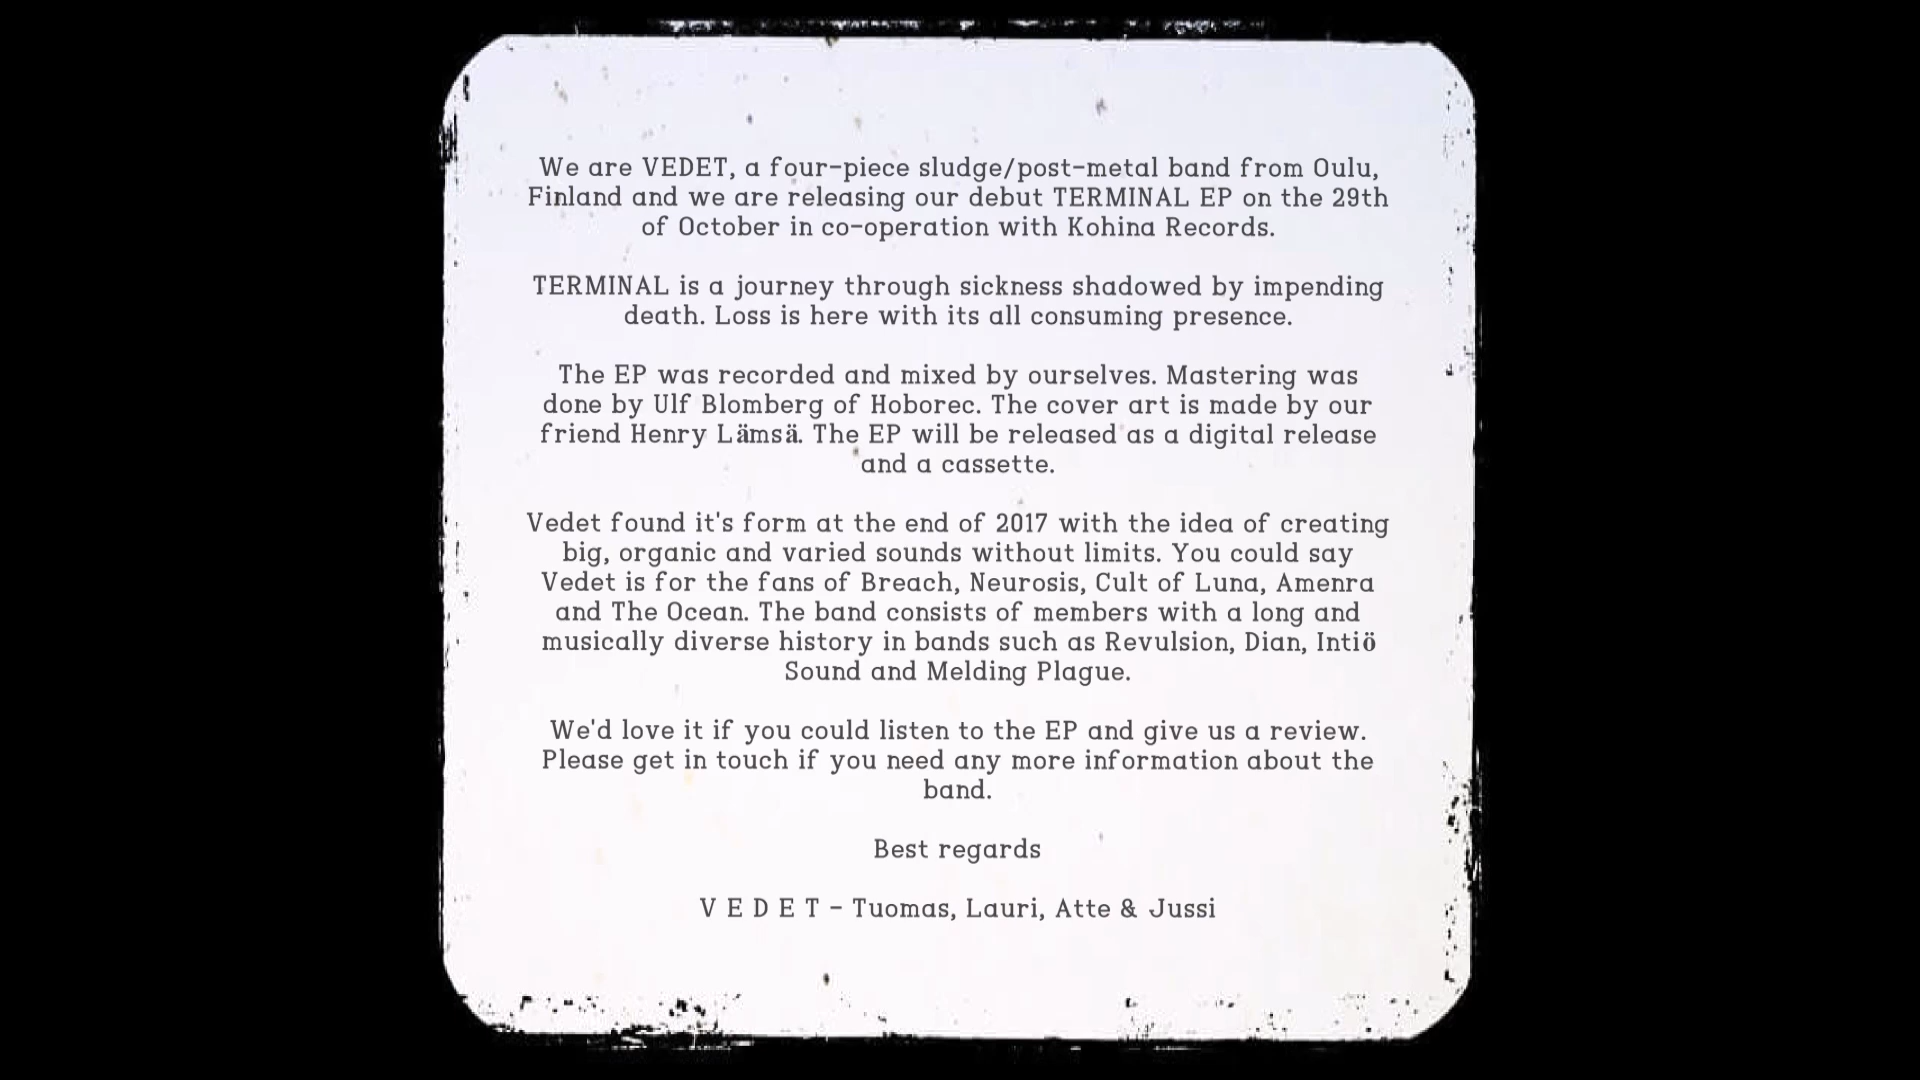 We are VEDET, a four-piece sludge/post-metal band from Oulu,
Finland and we are releasing our debut TERMINAL EP on the 29th
of October in co-operation with Kohina Records.
TERMINAL is a journey through sickness shadowed by impending
death. Loss is here with its all consuming presence.
The EP was recorded and mixed by ourselves. Mastering was
done by Ulf Blomberg of Hoborec. The cover art is made by our
friend Henry Lämsä. The EP will be released as a digital release
and a cassette.
Vedet found it's form at the end of 2017 with the idea of creating
big, organic and varied sounds without limits. You could say
Vedet is for the fans of Breach, Neurosis, Cult of Luna, Amenra
and The Ocean. The band consists of members with a long and
musically diverse history in bands such as Revulsion, Dian, Intiö
Sound and Melding Plague.
We'd love it if you could listen to the EP and give us a review.
Please get in touch if you need any more information about the
band.
Best regards
V E D E T - Tuomas, Lauri, Atte & Jussi